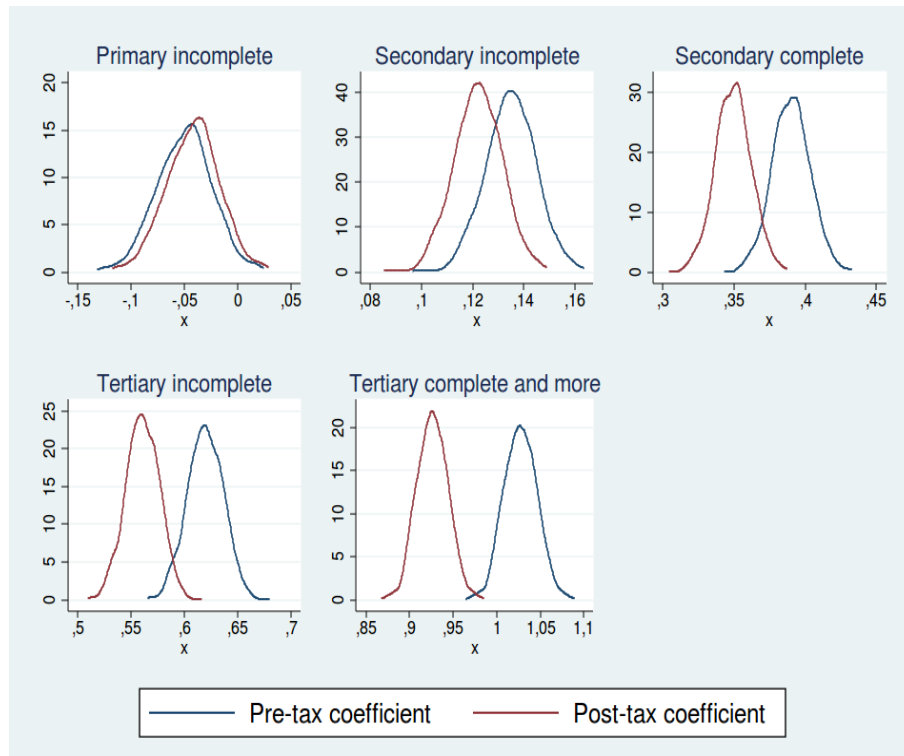 Primary incomplete
20
15
10
5
0
-,15 -,1 -,05 0 ,05
x
Secondary incomplete
40
30
20
10
0
,08 ,1 ,12 ,14 ,16
x
Secondary complete
30
20
10
0
,3 ,35 ,4 ,45
x
Tertiary incomplete
25
20
15
10
5
0
,5 ,55 ,6 ,65 ,7
x
Tertiary complete and more
20
15
10
5
0
,85 ,9 ,95 1 1,05 1,1
x
Pre-tax coefficient Post-tax coefficient